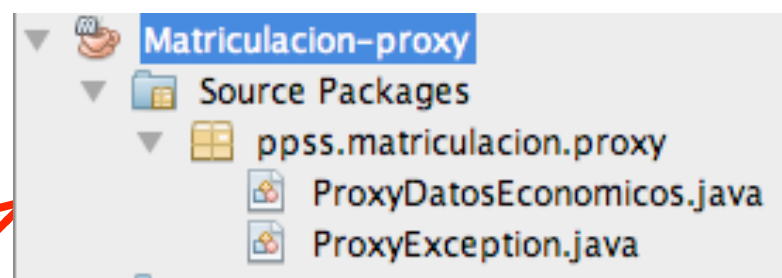 Matriculacion-proxy
Source Packages
ppss.matriculacion.proxy
ProxyDatosEconomicos.java
ProxyException.java